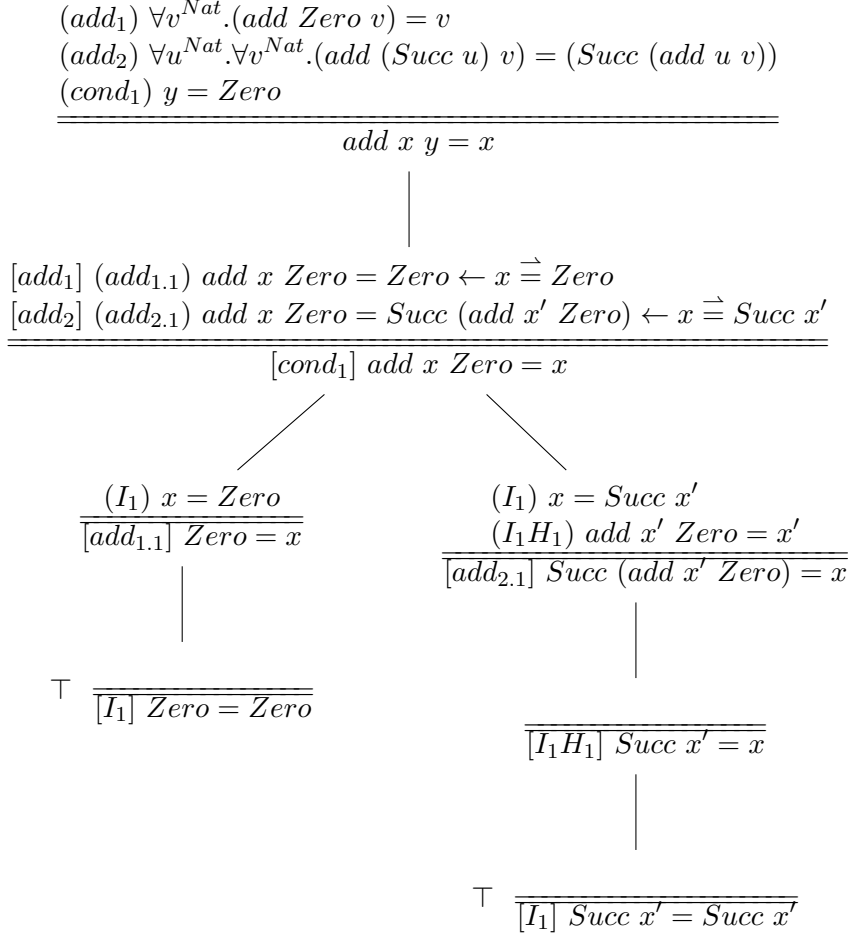 (add₁) ∀v^Nat.(add Zero v) = v
(add₂) ∀u^Nat.∀v^Nat.(add (Succ u) v) = (Succ (add u v))
(cond₁) y = Zero
add x y = x
[add₁] (add₁.₁) add x Zero = Zero ← x ⇌ Zero
[add₂] (add₂.₁) add x Zero = Succ (add x′ Zero) ← x ⇌ Succ x′
[cond₁] add x Zero = x
(I₁) x = Zero
[add₁.₁] Zero = x
⊤ [I₁] Zero = Zero
(I₁) x = Succ x′
(I₁H₁) add x′ Zero = x′
[add₂.₁] Succ (add x′ Zero) = x
[I₁H₁] Succ x′ = x
⊤ [I₁] Succ x′ = Succ x′